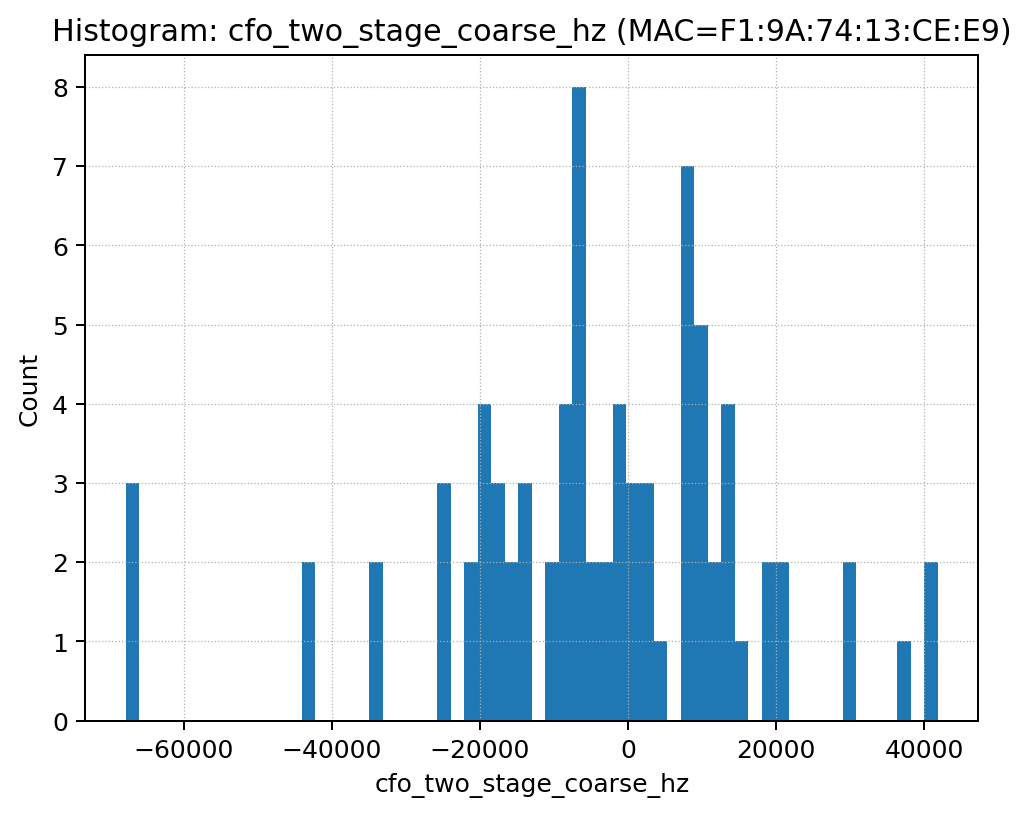 Histogram: cfo_two_stage_coarse_hz (MAC=F1:9A:74:13:CE:E9)
8
7
6
5
4
3
2
1
0
Count
−60000 −40000 −20000 0 20000 40000
cfo_two_stage_coarse_hz